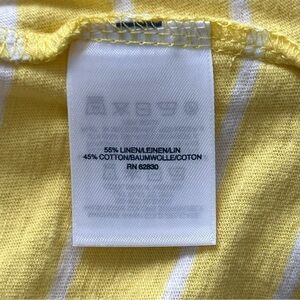 55% LINEN/LEINEN/LIN
45% COTTON/BAUMWOLLE/COTON
RN 62830